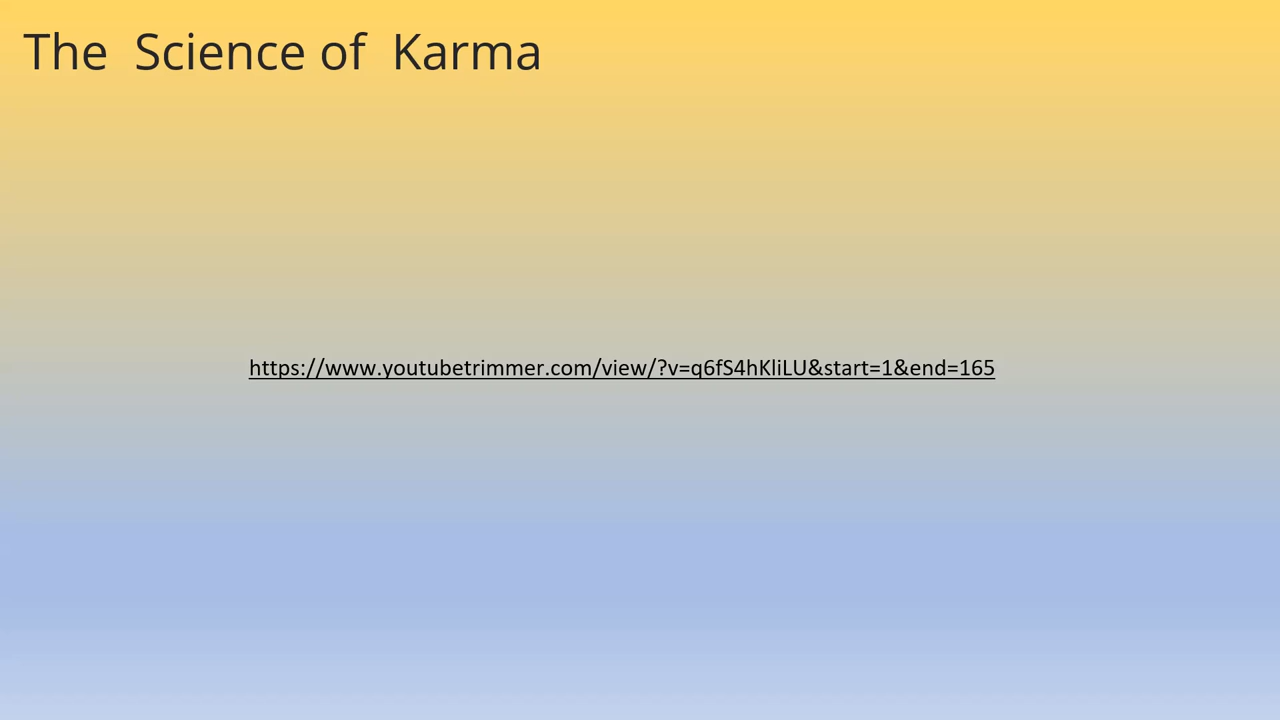 The Science of Karma
https://www.youtubetrimmer.com/view/?v=q6fS4hKliLU&start=1&end=165